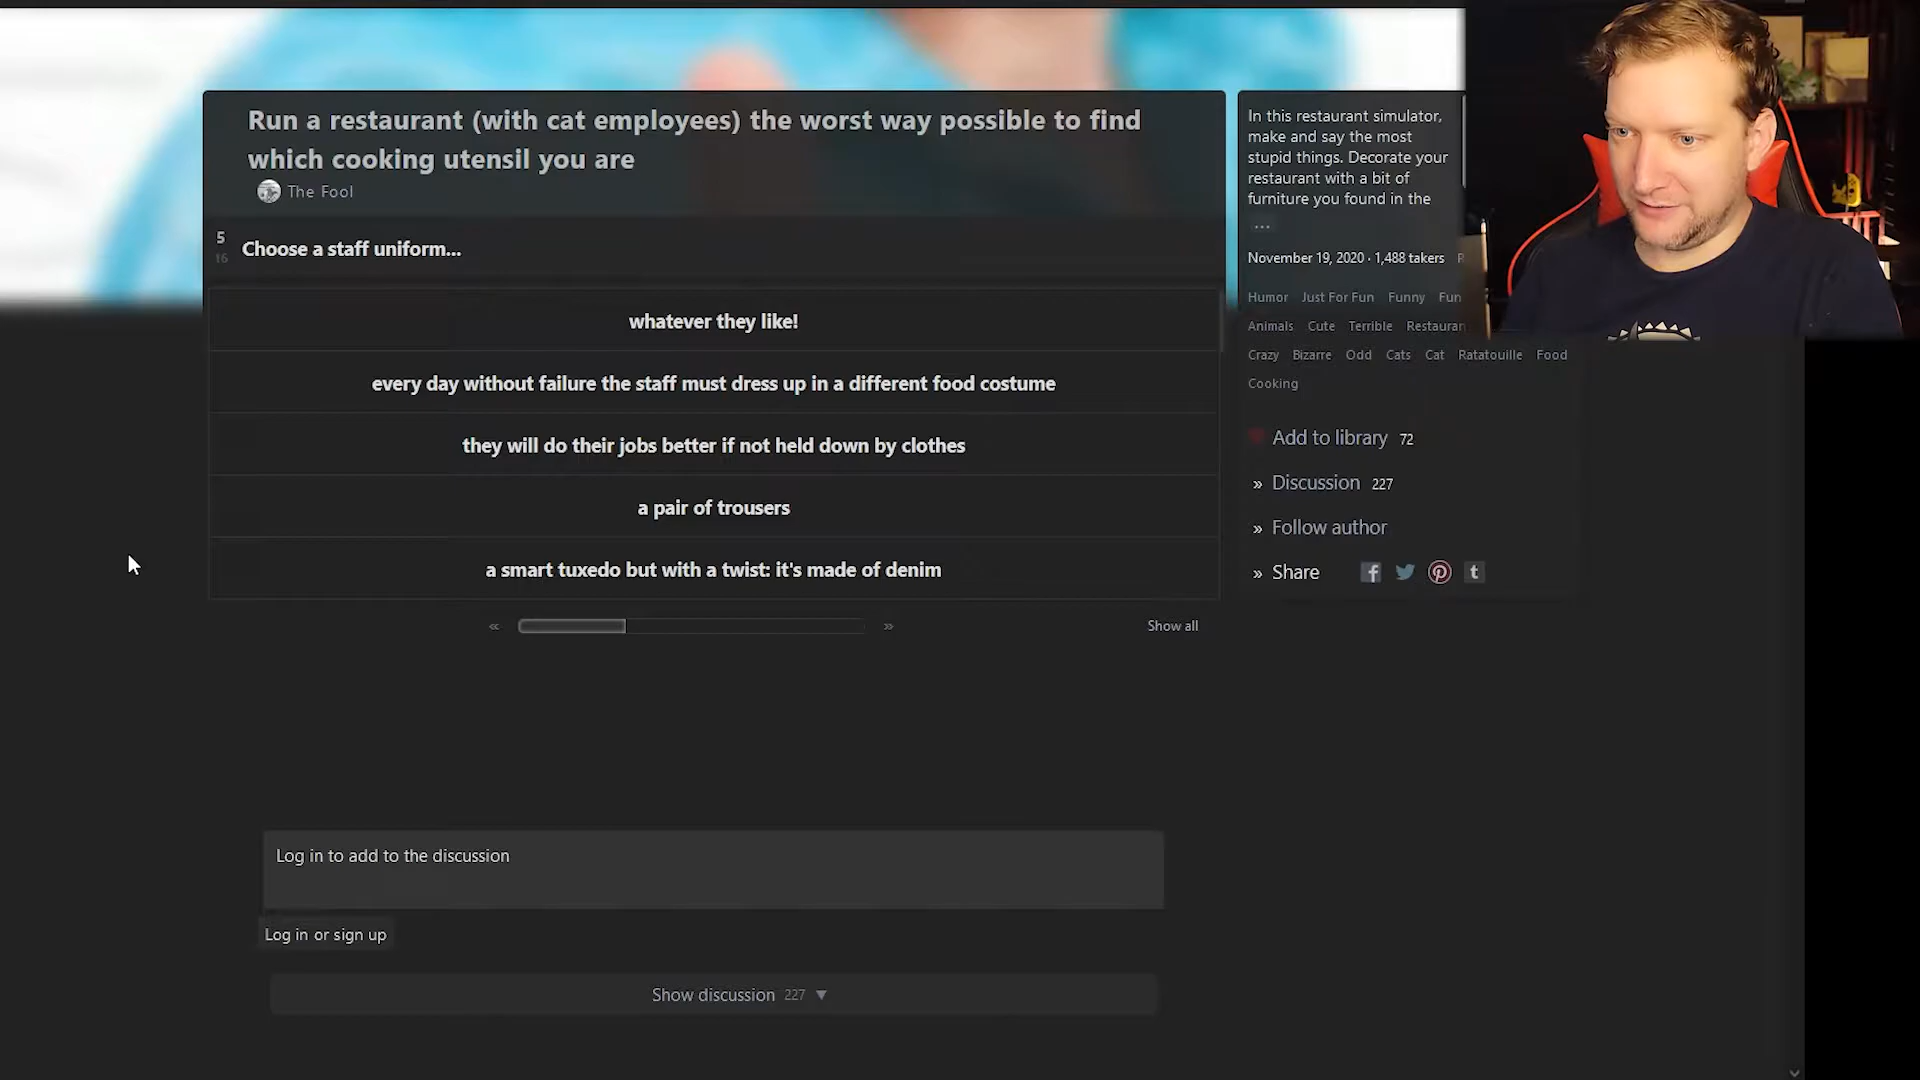 Run a restaurant (with cat employees) the worst way possible to find
which cooking utensil you are
The Fool
5
16
Choose a staff uniform...
whatever they like!
every day without failure the staff must dress up in a different food costume
they will do their jobs better if not held down by clothes
a pair of trousers
a smart tuxedo but with a twist: it's made of denim
« »
Show all
In this restaurant simulator,
make and say the most
stupid things. Decorate your
restaurant with a bit of
furniture you found in the
...
November 19, 2020 · 1,488 takers
Humor Just For Fun Funny Fun
Animals Cute Terrible
Crazy Bizarre Odd Cats Cat Ratatouille Food
Cooking
Add to library 72
» Discussion 227
» Follow author
» Share
Log in to add to the discussion
Log in or sign up
Show discussion 227 ▼